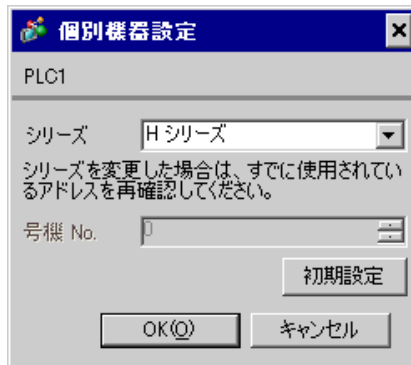 個別機器設定
PLC1
シリーズ H シリーズ
シリーズを変更した場合は、すでに使用されてい
るアドレスを再確認してください。
号機 No. 0
初期設定
OK(O) キャンセル